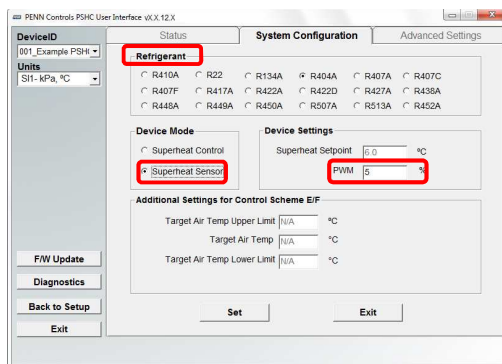 PENN Controls PSHC User Interface vX.X.12.X
DeviceID
001_Example PSH
Units
SI1- kPa, ºC
F/W Update
Diagnostics
Back to Setup
Exit
Status System Configuration Advanced Settings
Refrigerant
R410A R22 R134A R404A R407A R407C
R407F R417A R422A R422D R427A R438A
R448A R449A R450A R507A R513A R452A
Device Mode
Superheat Control
Superheat Sensor
Device Settings
Superheat Setpoint 6.0 ºC
PWM 5 %
Additional Settings for Control Scheme E/F
Target Air Temp Upper Limit N/A ºC
Target Air Temp N/A ºC
Target Air Temp Lower Limit N/A ºC
Set Exit